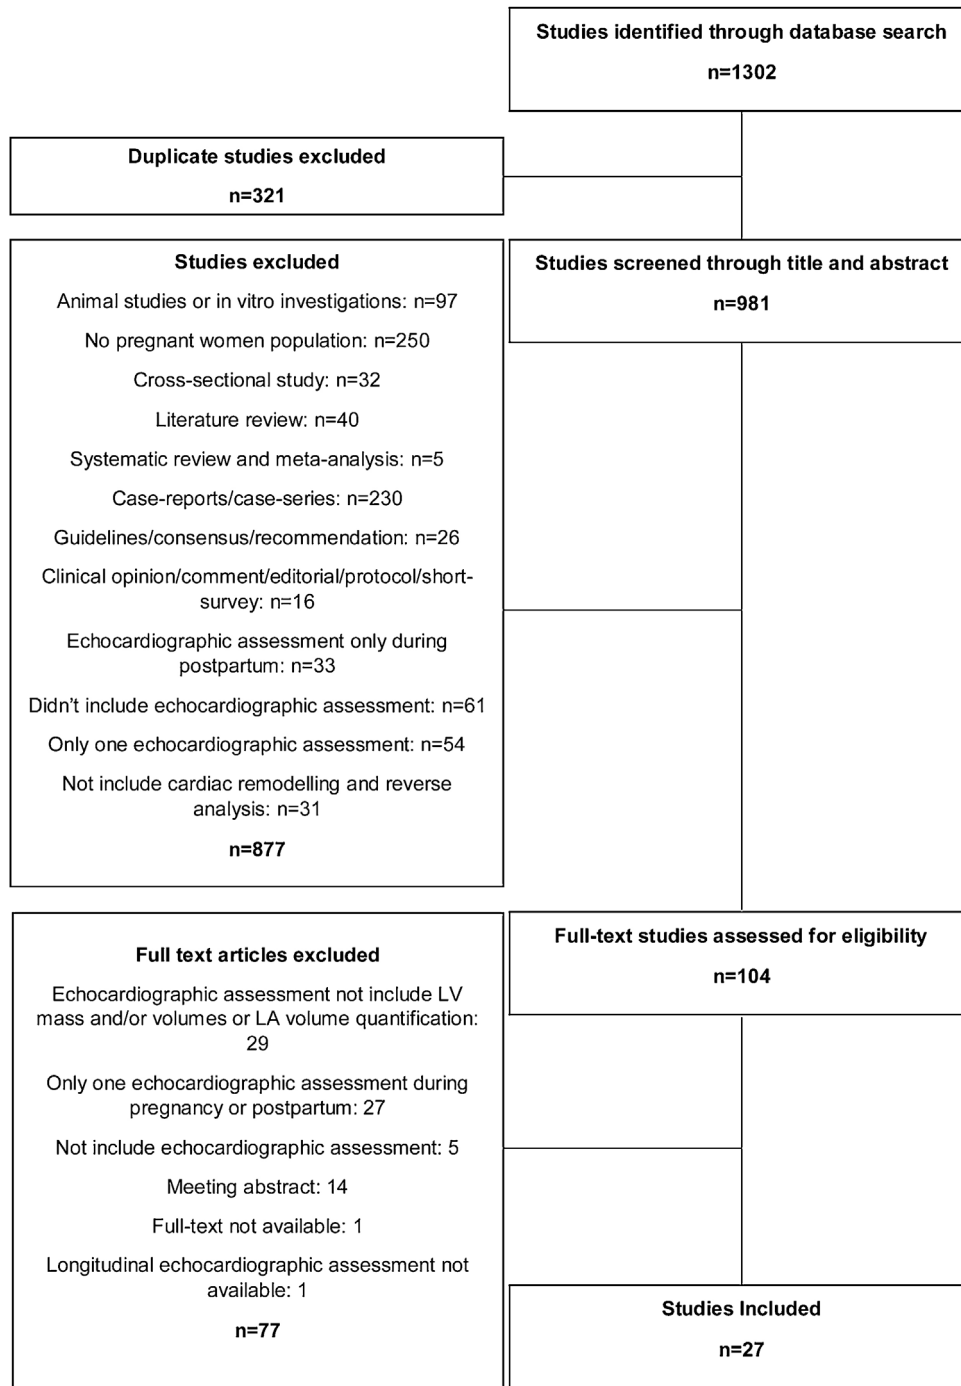 Studies identified through database search
n=1302
Duplicate studies excluded
n=321
Studies excluded
Animal studies or in vitro investigations: n=97
No pregnant women population: n=250
Cross-sectional study: n=32
Literature review: n=40
Systematic review and meta-analysis: n=5
Case-reports/case-series: n=230
Guidelines/consensus/recommendation: n=26
Clinical opinion/comment/editorial/protocol/short-
survey: n=16
Echocardiographic assessment only during
postpartum: n=33
Didn't include echocardiographic assessment: n=61
Only one echocardiographic assessment: n=54
Not include cardiac remodelling and reverse
analysis: n=31
n=877
Studies screened through title and abstract
n=981
Full text articles excluded
Echocardiographic assessment not include LV
mass and/or volumes or LA volume quantification:
29
Only one echocardiographic assessment during
pregnancy or postpartum: 27
Not include echocardiographic assessment: 5
Meeting abstract: 14
Full-text not available: 1
Longitudinal echocardiographic assessment not
available: 1
n=77
Full-text studies assessed for eligibility
n=104
Studies Included
n=27